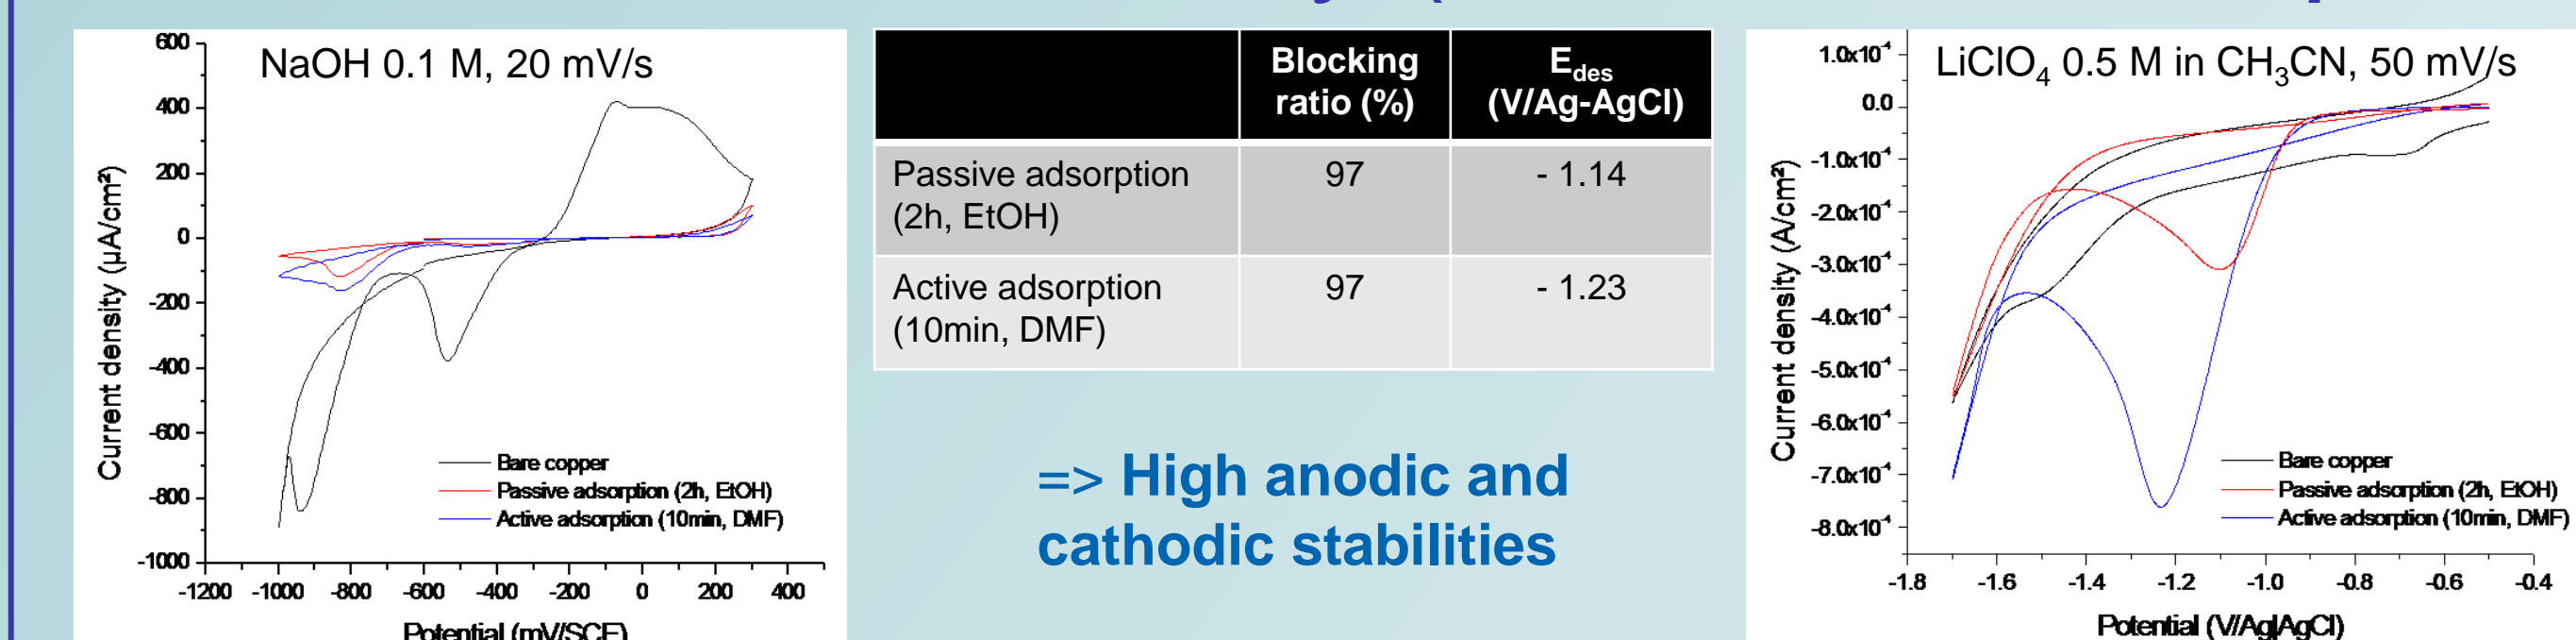 NaOH 0.1 M, 20 mV/s
600
400
200
0
-200
-400
-600
-800
-1000
Current density (µA/cm²)
Bare copper
Passive adsorption (2h, EtOH)
Active adsorption (10min, DMF)
-1200 -1000 -800 -600 -400 -200 0 200 400
Potential (mV/SCE)
Blocking ratio (%)
E_des (V/Ag-AgCl)
Passive adsorption (2h, EtOH) 97 - 1.14
Active adsorption (10min, DMF) 97 - 1.23
=> High anodic and
cathodic stabilities
LiClO₄ 0.5 M in CH₃CN, 50 mV/s
1.0x10⁻⁴
0.0
-1.0x10⁻⁴
-2.0x10⁻⁴
-3.0x10⁻⁴
-4.0x10⁻⁴
-5.0x10⁻⁴
-6.0x10⁻⁴
-7.0x10⁻⁴
-8.0x10⁻⁴
Current density (A/cm²)
Bare copper
Passive adsorption (2h, EtOH)
Active adsorption (10min, DMF)
-1.8 -1.6 -1.4 -1.2 -1.0 -0.8 -0.6 -0.4
Potential (V/Ag|AgCl)